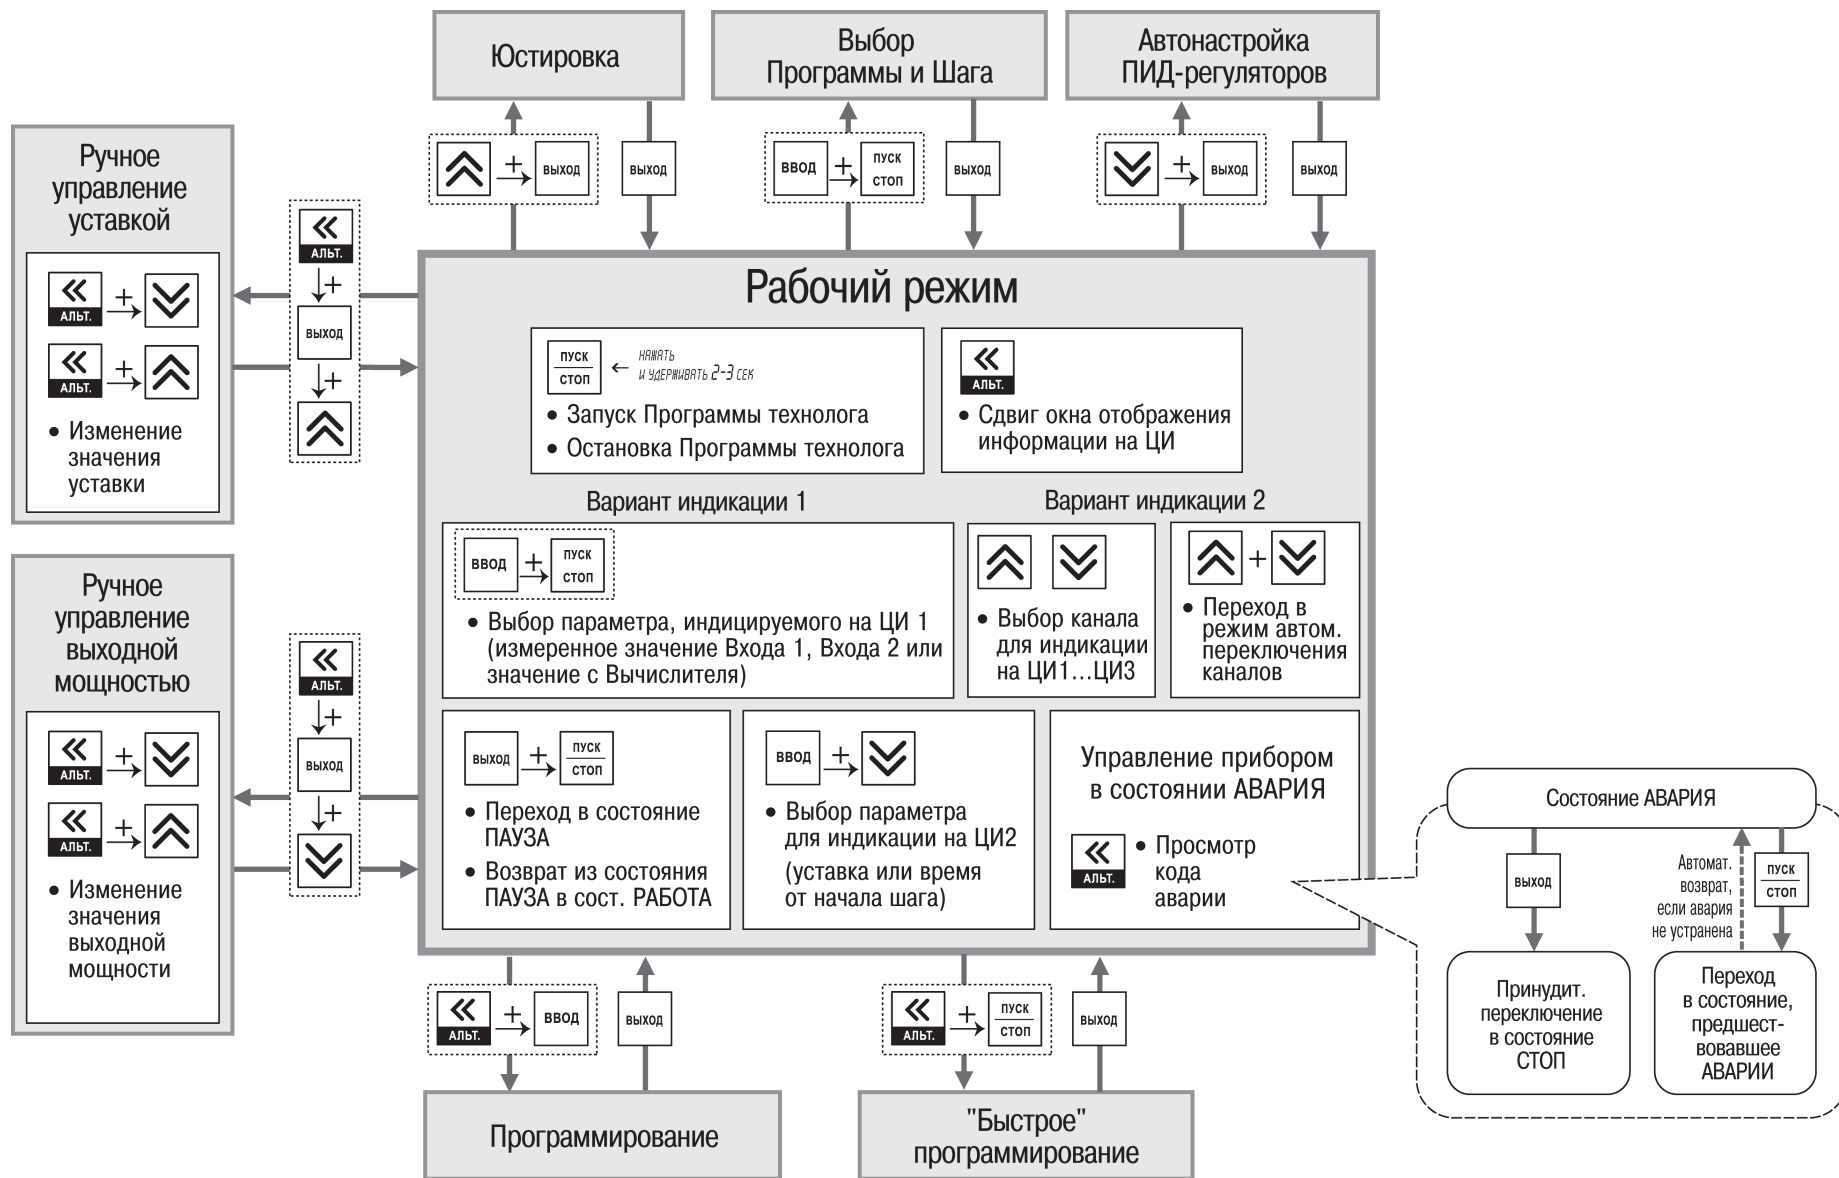 Юстировка
Выбор
Программы и Шага
Автонастройка
ПИД-регуляторов
+
ВЫХОД
ВЫХОД
ВВОД
+
ПУСК
СТОП
ВЫХОД
+
ВЫХОД
ВЫХОД
Ручное
управление
уставкой
АЛЬТ.
+
АЛЬТ.
+
• Изменение
значения
уставки
АЛЬТ.
+
ВЫХОД
+
Рабочий режим
ПУСК
СТОП
← НАЖАТЬ
И УДЕРЖИВАТЬ 2-3 СЕК
• Запуск Программы технолога
• Остановка Программы технолога
АЛЬТ.
• Сдвиг окна отображения
информации на ЦИ
Вариант индикации 1
ВВОД
+
ПУСК
СТОП
• Выбор параметра, индицируемого на ЦИ 1
(измеренное значение Входа 1, Входа 2 или
значение с Вычислителя)
Вариант индикации 2
• Выбор канала
для индикации
на ЦИ1...ЦИ3
+
• Переход в
режим автом.
переключения
каналов
ВЫХОД
+
ПУСК
СТОП
• Переход в состояние
ПАУЗА
• Возврат из состояния
ПАУЗА в сост. РАБОТА
ВВОД
+
• Выбор параметра
для индикации на ЦИ2
(уставка или время
от начала шага)
Управление прибором
в состоянии АВАРИЯ
АЛЬТ.
• Просмотр
кода
аварии
Ручное
управление
выходной
мощностью
АЛЬТ.
+
АЛЬТ.
+
• Изменение
значения
выходной
мощности
АЛЬТ.
+
ВЫХОД
+
Состояние АВАРИЯ
ВЫХОД
Автомат.
возврат,
если авария
не устранена
ПУСК
СТОП
Принудит.
переключение
в состояние
СТОП
Переход
в состояние,
предшест-
вовавшее
АВАРИИ
АЛЬТ.
+
ВВОД
ВЫХОД
АЛЬТ.
+
ПУСК
СТОП
ВЫХОД
Программирование
"Быстрое"
программирование